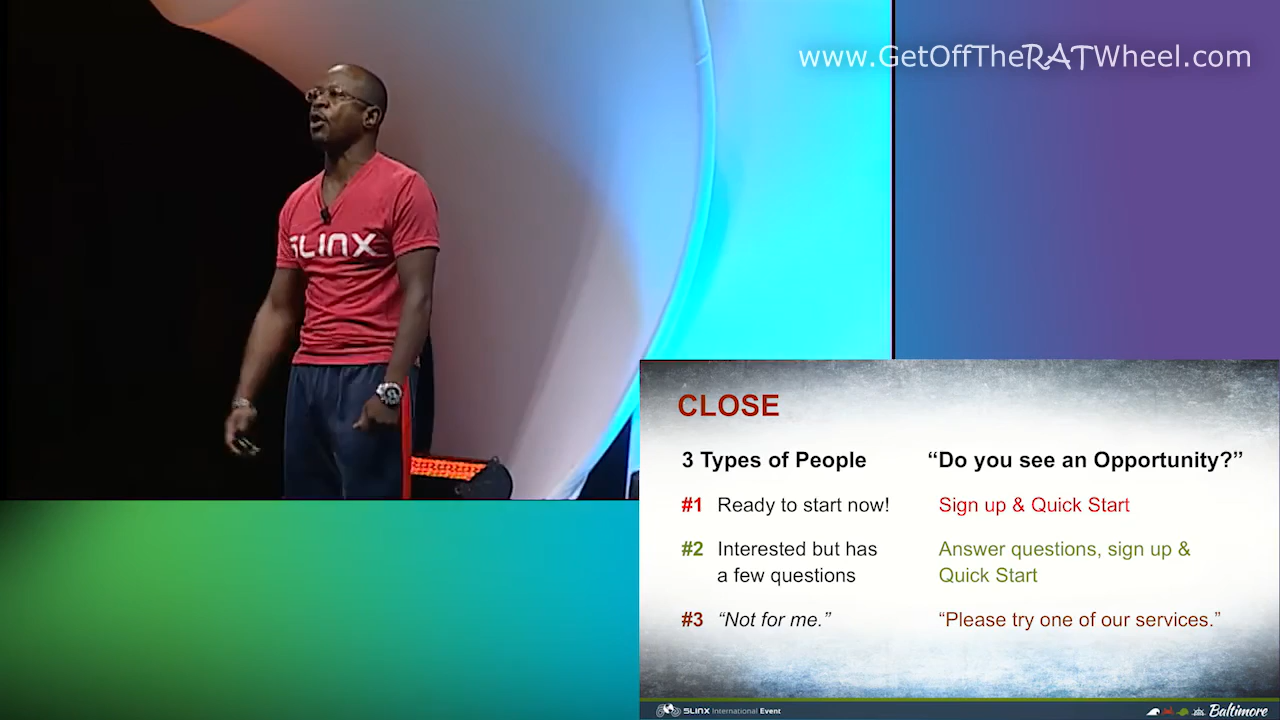 www.GetOffTheRATWheel.com
5LINX
CLOSE
3 Types of People
“Do you see an Opportunity?”
#1 Ready to start now!
Sign up & Quick Start
#2 Interested but has
a few questions
Answer questions, sign up &
Quick Start
#3 “Not for me.”
“Please try one of our services.”
5LINX International Event
Baltimore